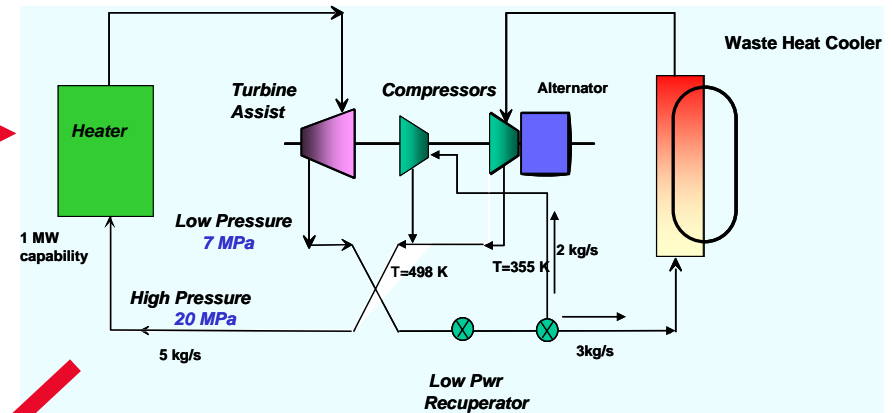 Waste Heat Cooler
Turbine
Assist
Compressors
Alternator
Heater
Low Pressure
7 MPa
1 MW
capability
2 kg/s
T=498 K
T=355 K
High Pressure
20 MPa
5 kg/s
3kg/s
Low Pwr
Recuperator